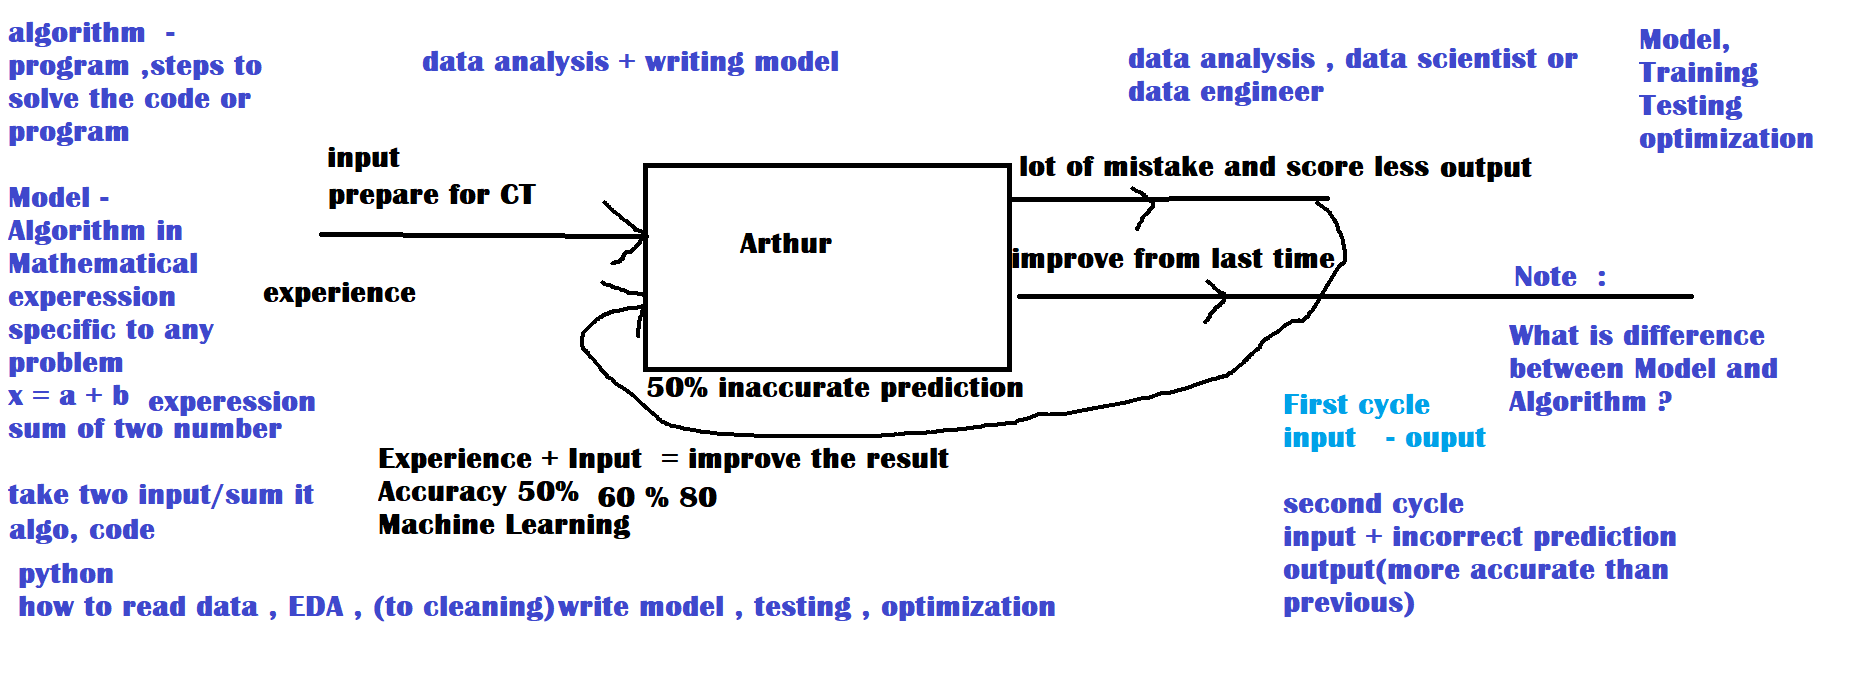 algorithm -
program ,steps to
solve the code or
program
Model -
Algorithm in
Mathematical
experession
specific to any
problem
x = a + b experession
sum of two number
take two input/sum it
algo, code
python
how to read data , EDA , (to cleaning)write model , testing , optimization
data analysis + writing model
input
prepare for CT
experience
Arthur
50% inaccurate prediction
Experience + Input = improve the result
Accuracy 50% 60 % 80
Machine Learning
data analysis , data scientist or
data engineer
lot of mistake and score less output
improve from last time
Model,
Training
Testing
optimization
Note :
What is difference
between Model and
Algorithm ?
First cycle
input - ouput
second cycle
input + incorrect prediction
output(more accurate than
previous)